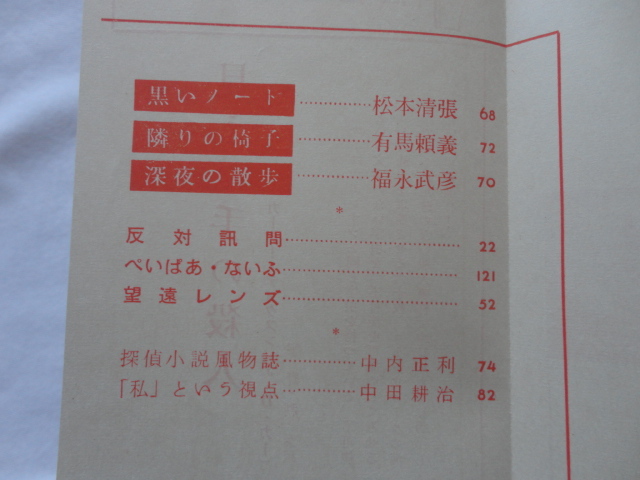 黒いノート…………松本清張 68
隣りの椅子…………有馬頼義 72
深夜の散歩…………福永武彦 70
*
反対訊問…………………… 22
ぺいぱあ・ないふ…………………… 121
望遠レンズ…………………… 52
*
探偵小説風物誌…………中内正利 74
「私」という視点…………中田耕治 82